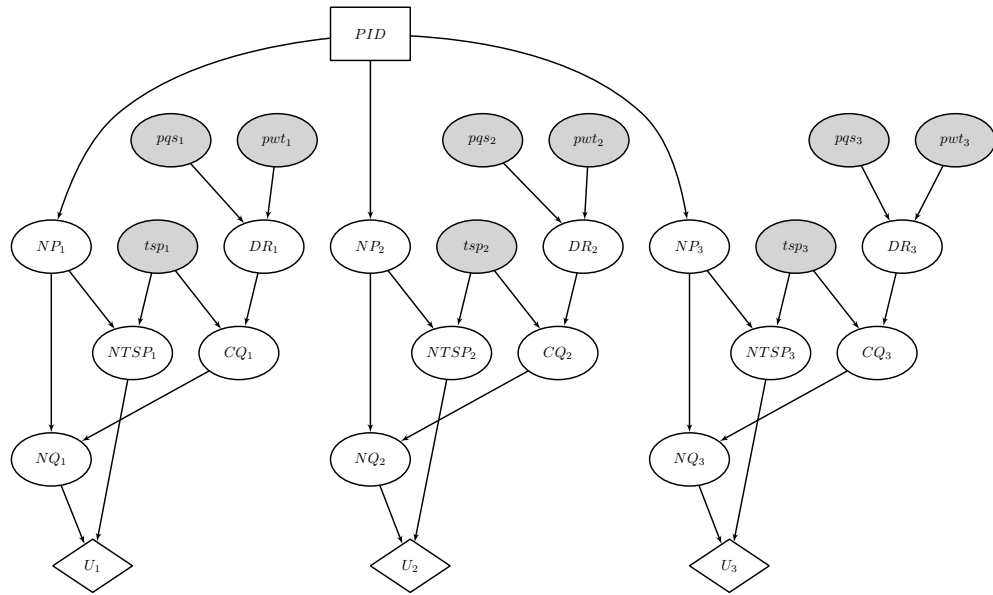 PID
pqs₁ pwt₁ pqs₂ pwt₂ pqs₃ pwt₃
NP₁ tsp₁ DR₁ NP₂ tsp₂ DR₂ NP₃ tsp₃ DR₃
NTSP₁ CQ₁ NTSP₂ CQ₂ NTSP₃ CQ₃
NQ₁ NQ₂ NQ₃
U₁ U₂ U₃